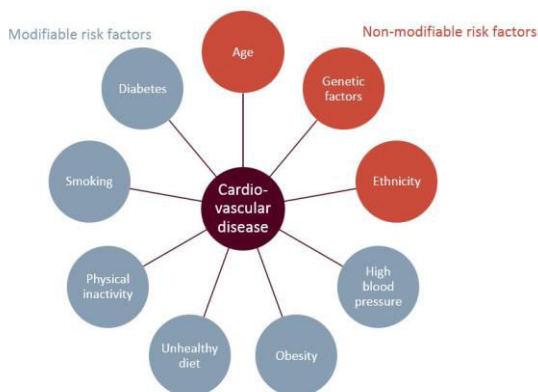 Modifiable risk factors
Non-modifiable risk factors
Age
Diabetes
Genetic
factors
Smoking
Ethnicity
Cardio-
vascular
disease
Physical
inactivity
High
blood
pressure
Unhealthy
diet
Obesity